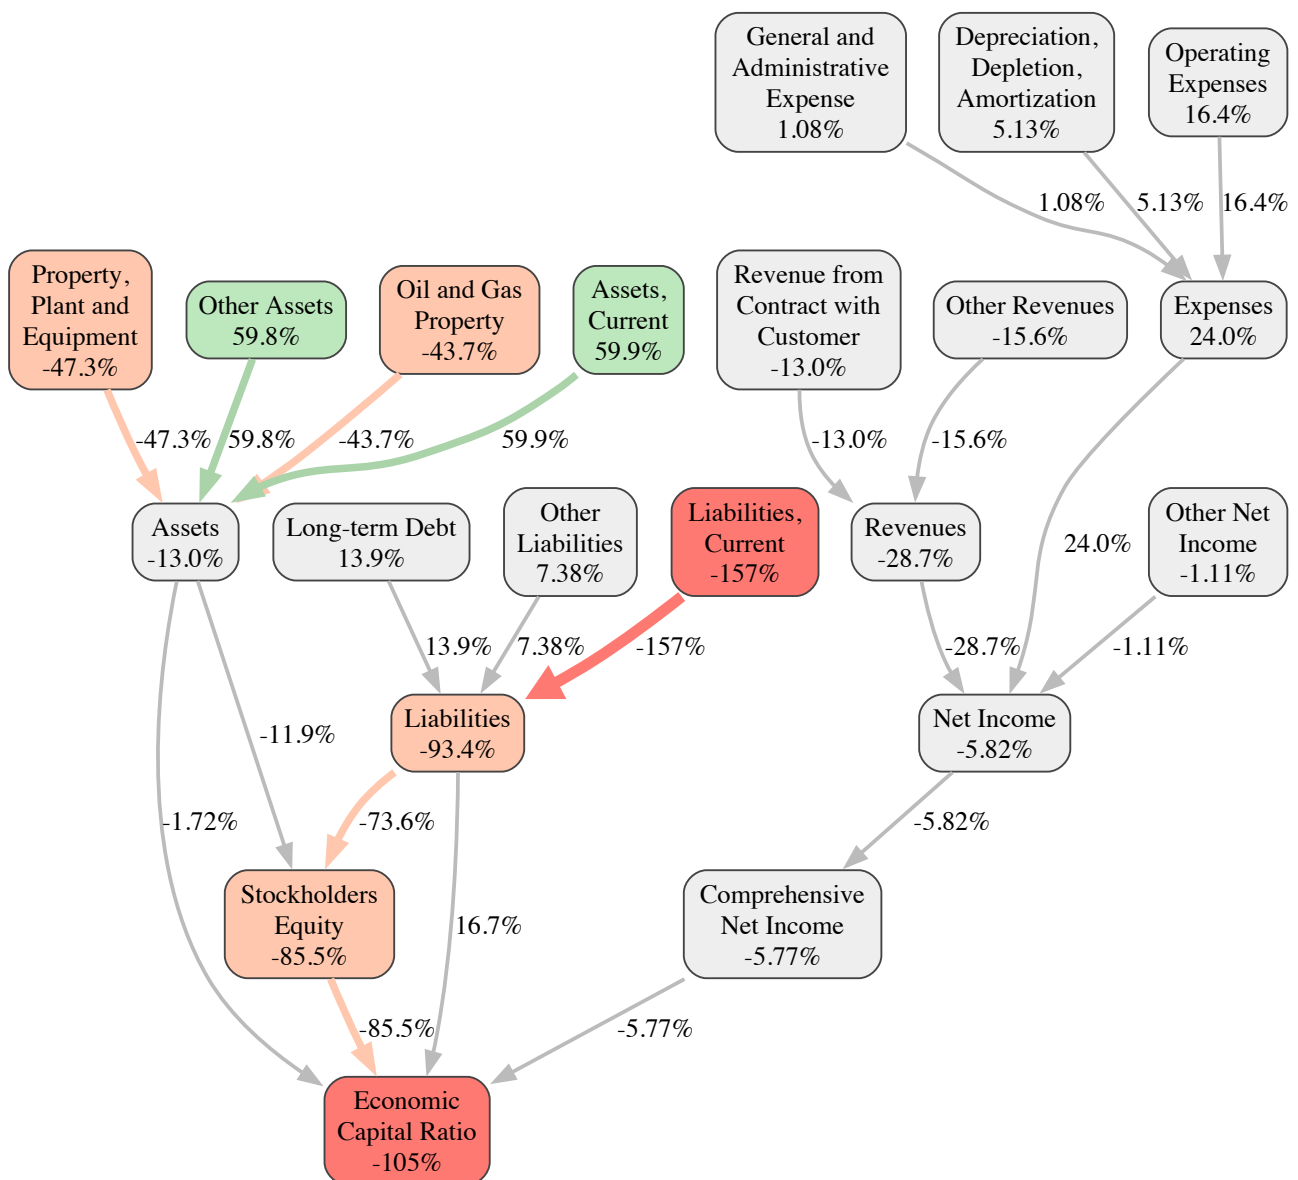 General and
Administrative
Expense
1.08%
Depreciation,
Depletion,
Amortization
5.13%
Operating
Expenses
16.4%
1.08%
5.13%
16.4%
Property,
Plant and
Equipment
-47.3%
Other Assets
59.8%
Oil and Gas
Property
-43.7%
Assets,
Current
59.9%
Revenue from
Contract with
Customer
-13.0%
Other Revenues
-15.6%
Expenses
24.0%
-47.3%
59.8%
-43.7%
59.9%
-13.0%
-15.6%
Assets
-13.0%
Long-term Debt
13.9%
Other
Liabilities
7.38%
Liabilities,
Current
-157%
Revenues
-28.7%
24.0%
Other Net
Income
-1.11%
13.9%
7.38%
-157%
-28.7%
-1.11%
-11.9%
Liabilities
-93.4%
Net Income
-5.82%
-1.72%
-73.6%
-5.82%
Stockholders
Equity
-85.5%
16.7%
Comprehensive
Net Income
-5.77%
-85.5%
-5.77%
Economic
Capital Ratio
-105%